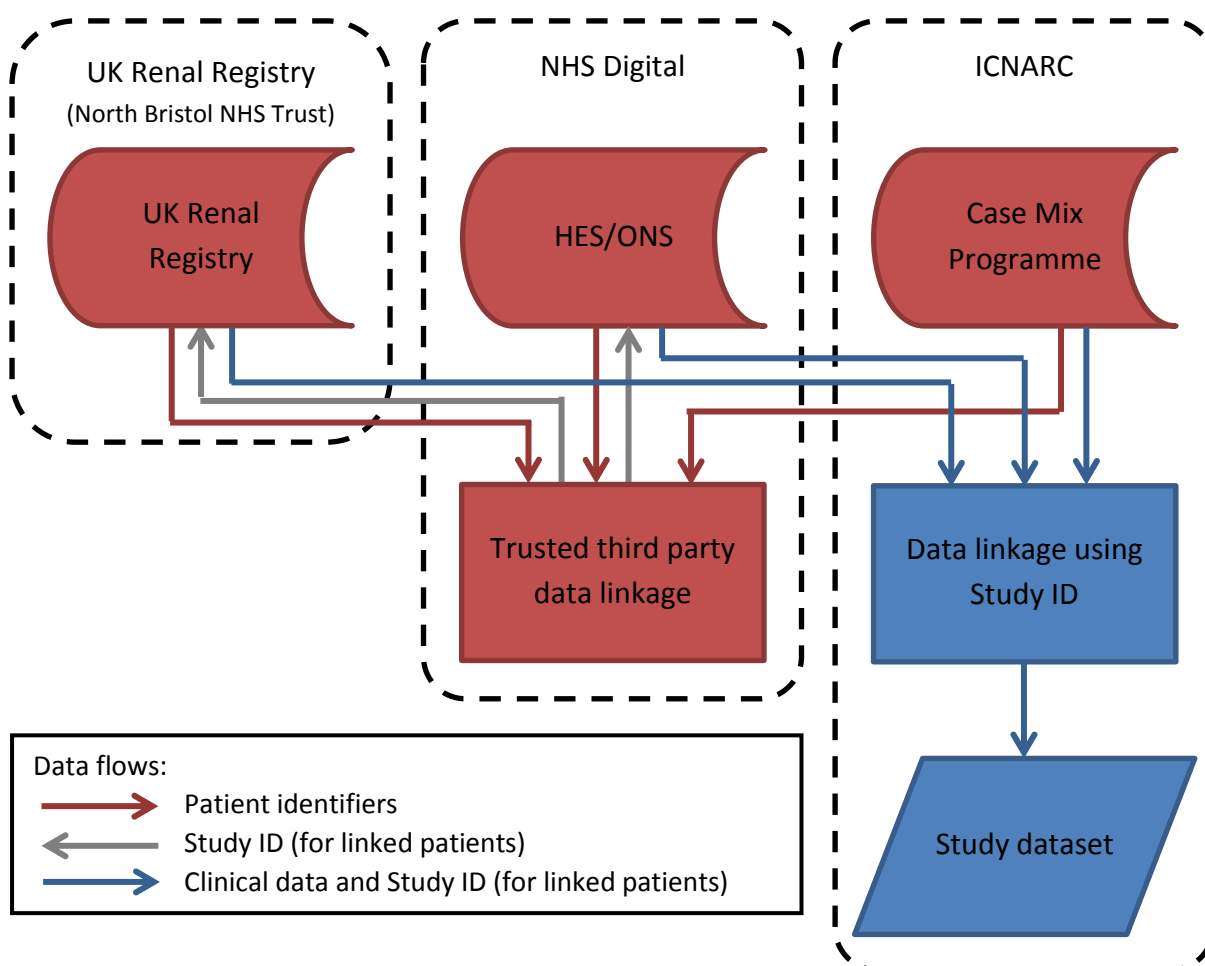 UK Renal Registry
(North Bristol NHS Trust)
NHS Digital
ICNARC
UK Renal
Registry
HES/ONS
Case Mix
Programme
Trusted third party
data linkage
Data linkage using
Study ID
Data flows:
Patient identifiers
Study ID (for linked patients)
Clinical data and Study ID (for linked patients)
Study dataset